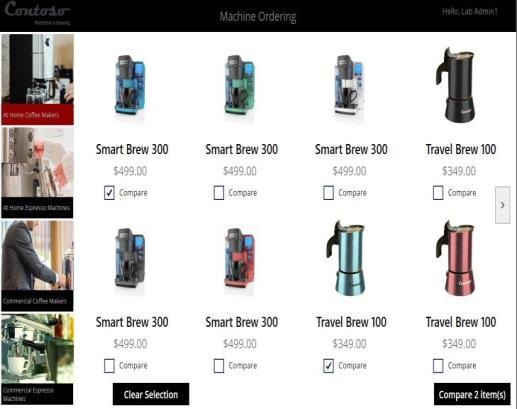 Contoso
Perfection is brewing
Machine Ordering
Hello, Lab Admin1
At Home Coffee Makers
At Home Espresso Machines
Commercial Coffee Makers
Commercial Espresso
Machines
Smart Brew 300
Smart Brew 300
Smart Brew 300
Travel Brew 100
$499.00
$499.00
$499.00
$349.00
Compare
Compare
Compare
Compare
>
Smart Brew 300
Smart Brew 300
Travel Brew 100
Travel Brew 100
$499.00
$499.00
$349.00
$349.00
Compare
Compare
Compare
Compare
Clear Selection
Compare 2 item(s)